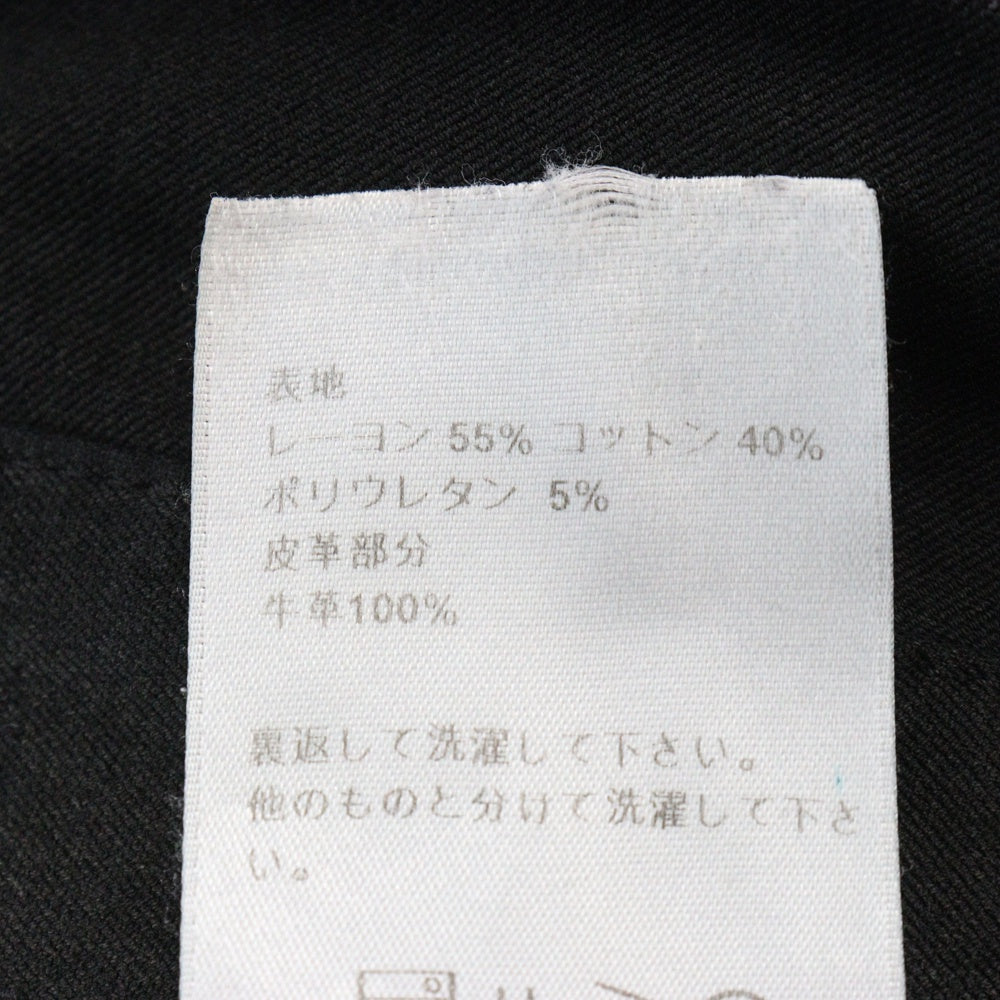 表地
レーヨン 55% コットン 40%
ポリウレタン 5%
皮革部分
牛革100%
裏返して洗濯して下さい。
他のものと分けて洗濯して下さ
い。